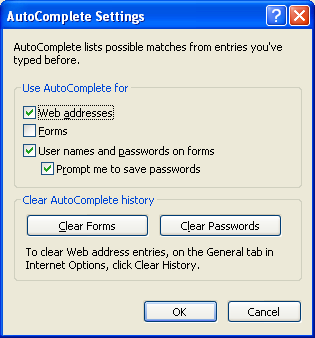 AutoComplete Settings
?
AutoComplete lists possible matches from entries you've
typed before.
Use AutoComplete for
Web addresses
Forms
User names and passwords on forms
Prompt me to save passwords
Clear AutoComplete history
Clear Forms
Clear Passwords
To clear Web address entries, on the General tab in
Internet Options, click Clear History.
OK
Cancel